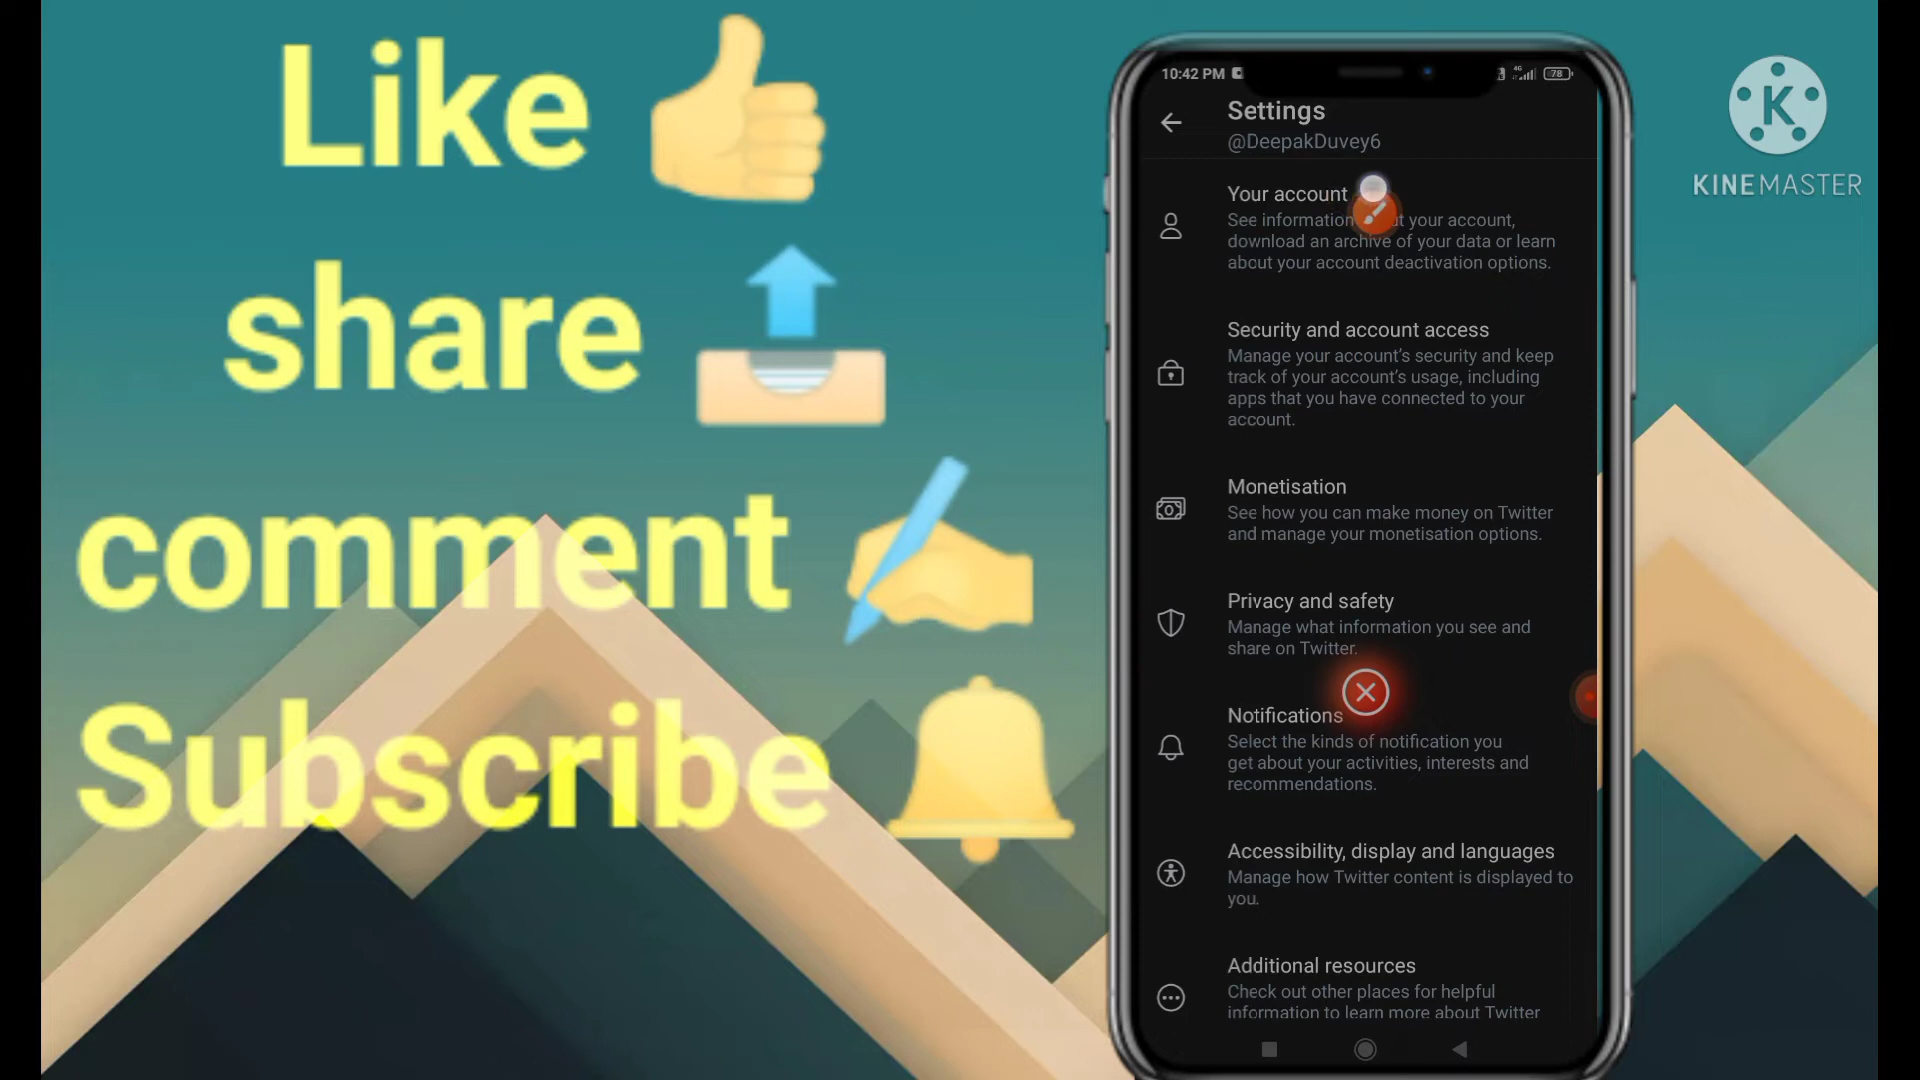 Like 👍
share 📤
comment ✍
Subscribe 🔔
10:42 PM
4G
78
Settings
@DeepakDuvey6
Your account
See information your account,
download an archive of your data or learn
about your account deactivation options.
Security and account access
Manage your account's security and keep
track of your account's usage, including
apps that you have connected to your
account.
Monetisation
See how you can make money on Twitter
and manage your monetisation options.
Privacy and safety
Manage what information you see and
share on Twitter.
Notifications
Select the kinds of notification you
get about your activities, interests and
recommendations.
Accessibility, display and languages
Manage how Twitter content is displayed to
you.
Additional resources
Check out other places for helpful
information to learn more about Twitter
K
KINEMASTER